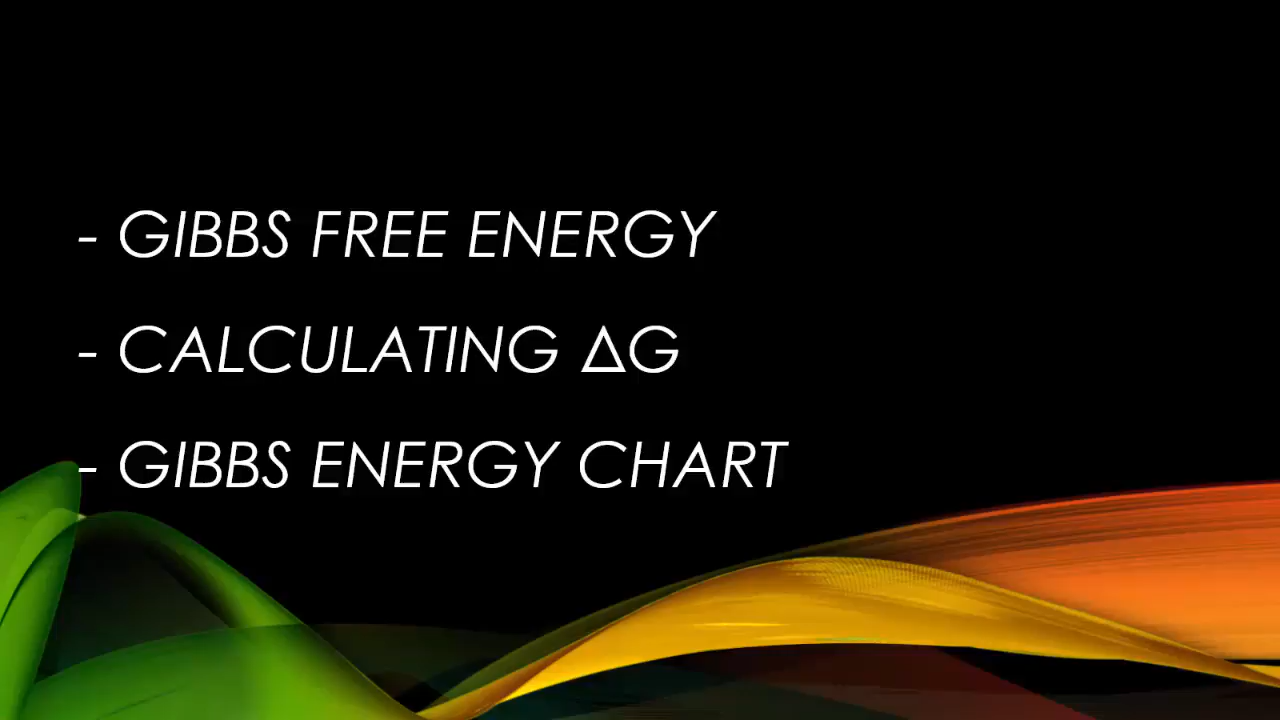 - GIBBS FREE ENERGY
- CALCULATING ΔG
- GIBBS ENERGY CHART